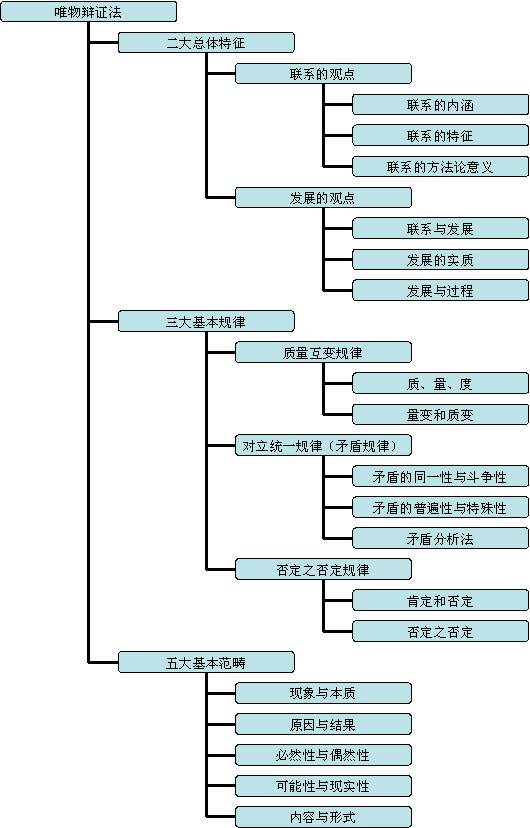 唯物辩证法
二大总体特征
联系的观点
联系的内涵
联系的特征
联系的方法论意义
发展的观点
联系与发展
发展的实质
发展与过程
三大基本规律
质量互变规律
质、量、度
量变和质变
对立统一规律（矛盾规律）
矛盾的同一性与斗争性
矛盾的普遍性与特殊性
矛盾分析法
否定之否定规律
肯定和否定
否定之否定
五大基本范畴
现象与本质
原因与结果
必然性与偶然性
可能性与现实性
内容与形式